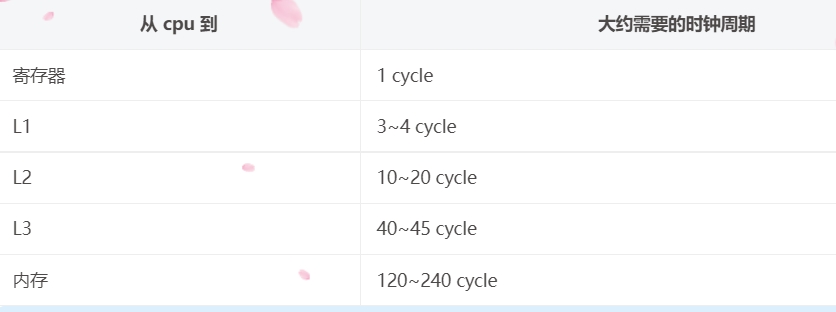 从 cpu 到 大约需要的时钟周期
寄存器 1 cycle
L1 3~4 cycle
L2 10~20 cycle
L3 40~45 cycle
内存 120~240 cycle